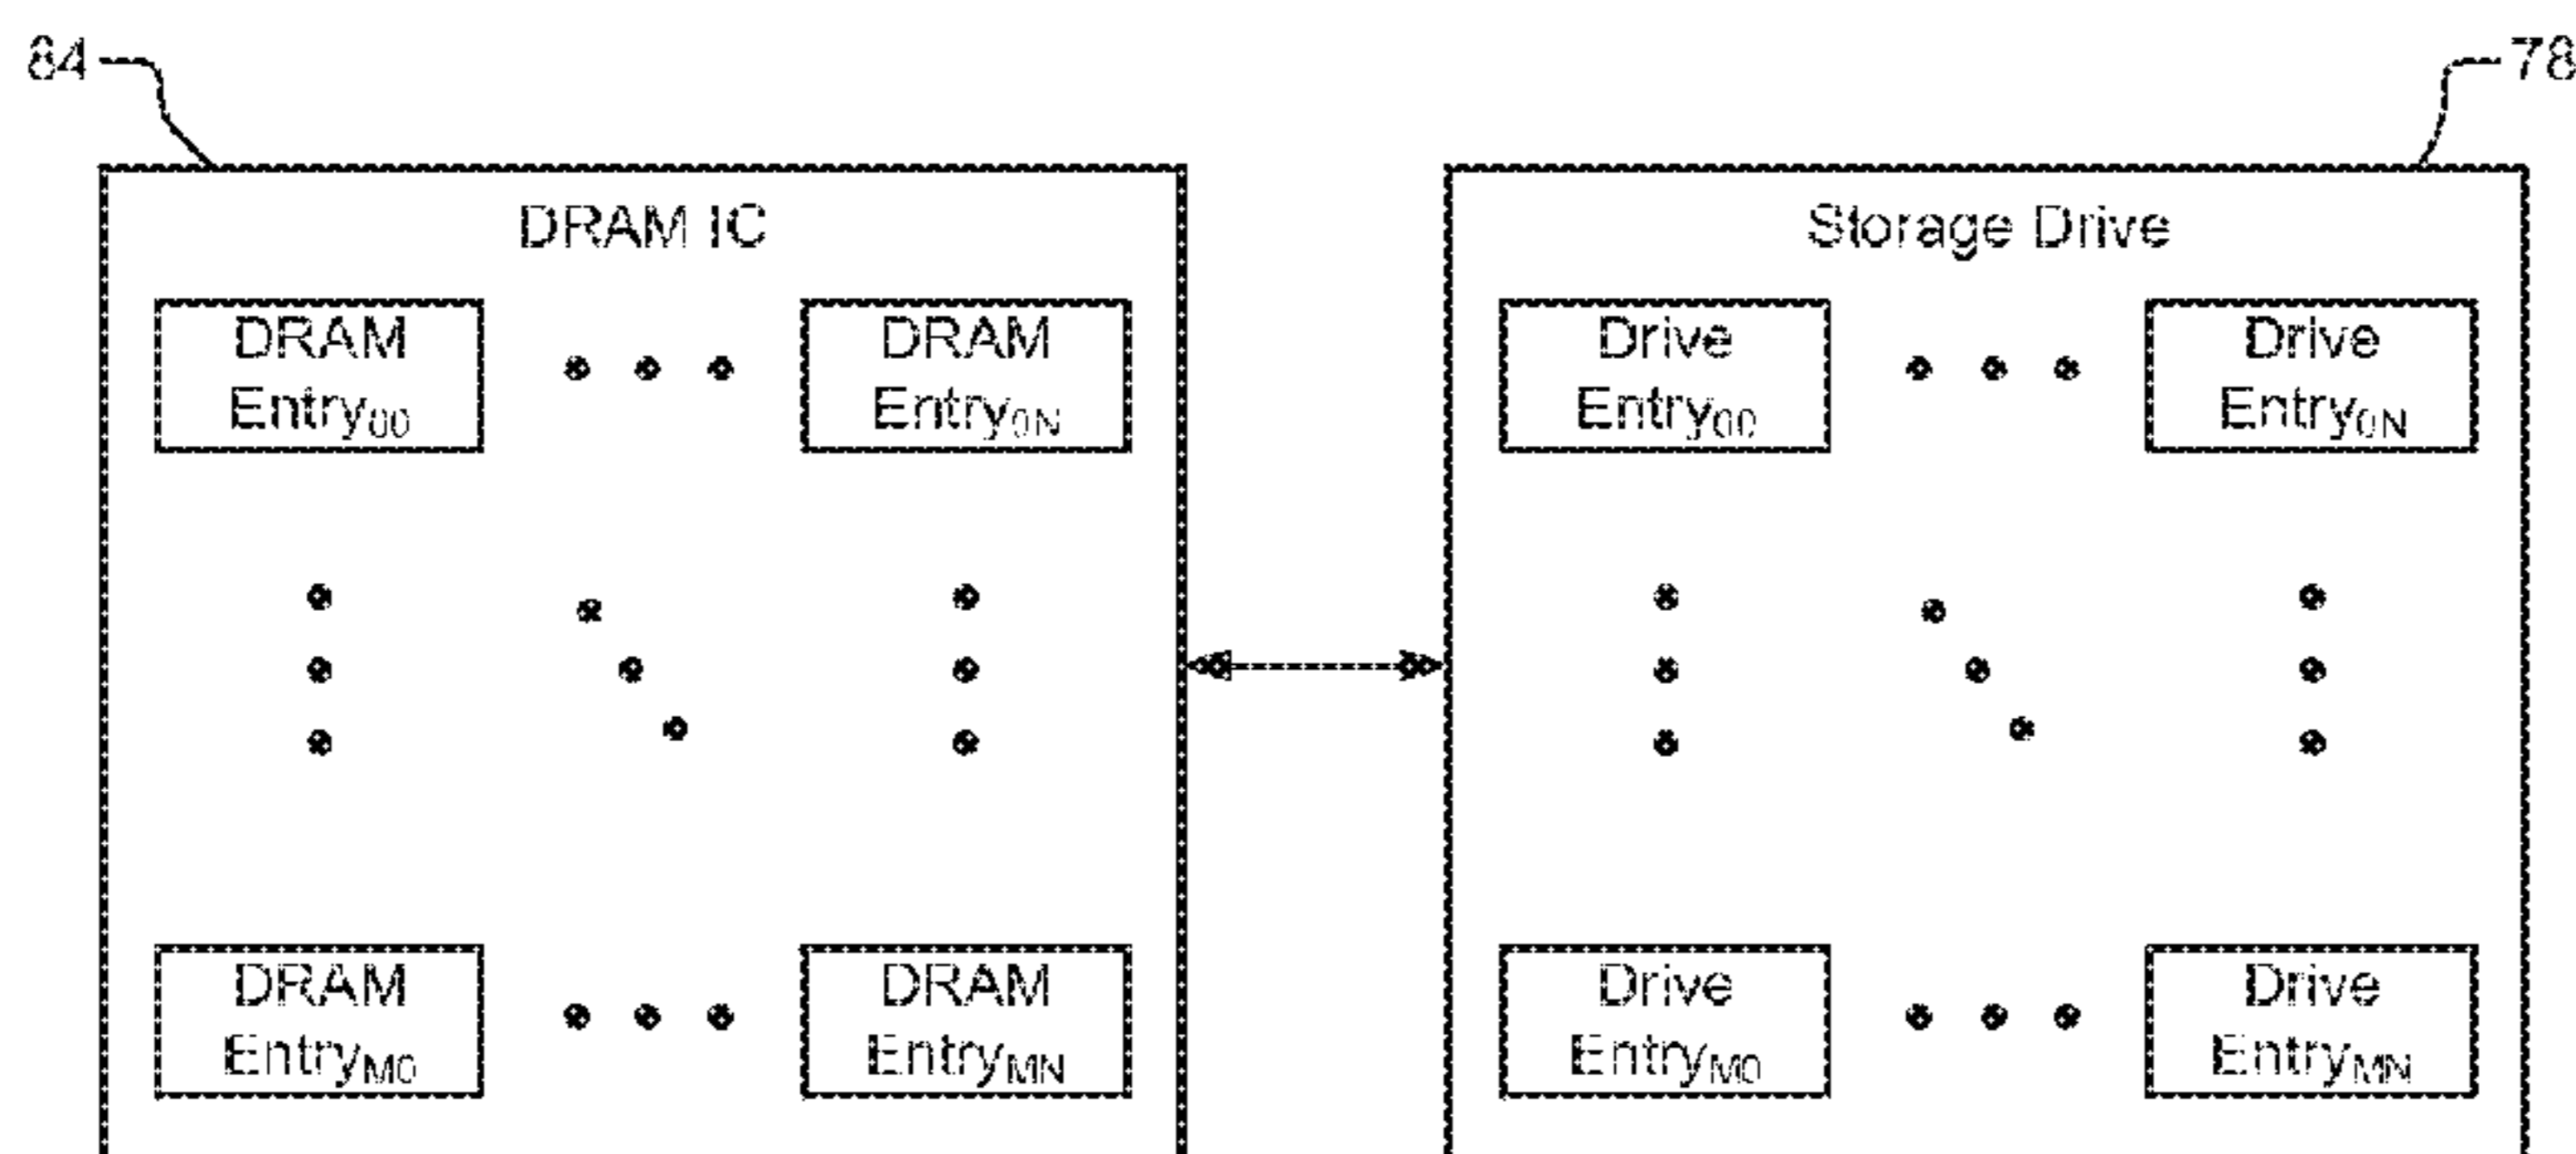 84
78
DRAM IC
Storage Drive
DRAM
Entry00
DRAM
Entry0N
Drive
Entry00
Drive
Entry0N
DRAM
EntryM0
DRAM
EntryMN
Drive
EntryM0
Drive
EntryMN